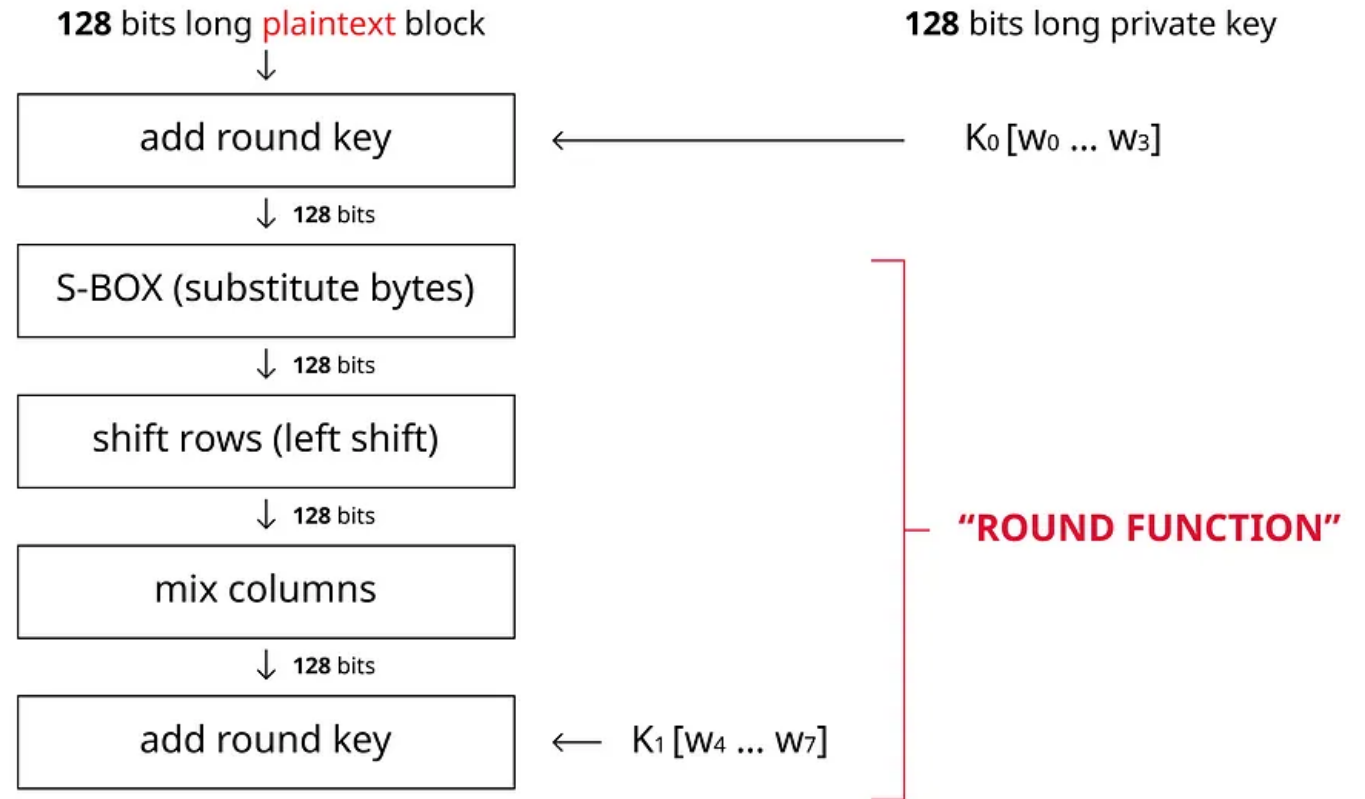 128 bits long plaintext block
128 bits long private key
add round key
K₀ [w₀ ... w₃]
128 bits
S-BOX (substitute bytes)
128 bits
shift rows (left shift)
128 bits
“ROUND FUNCTION”
mix columns
128 bits
add round key
K₁ [w₄ ... w₇]